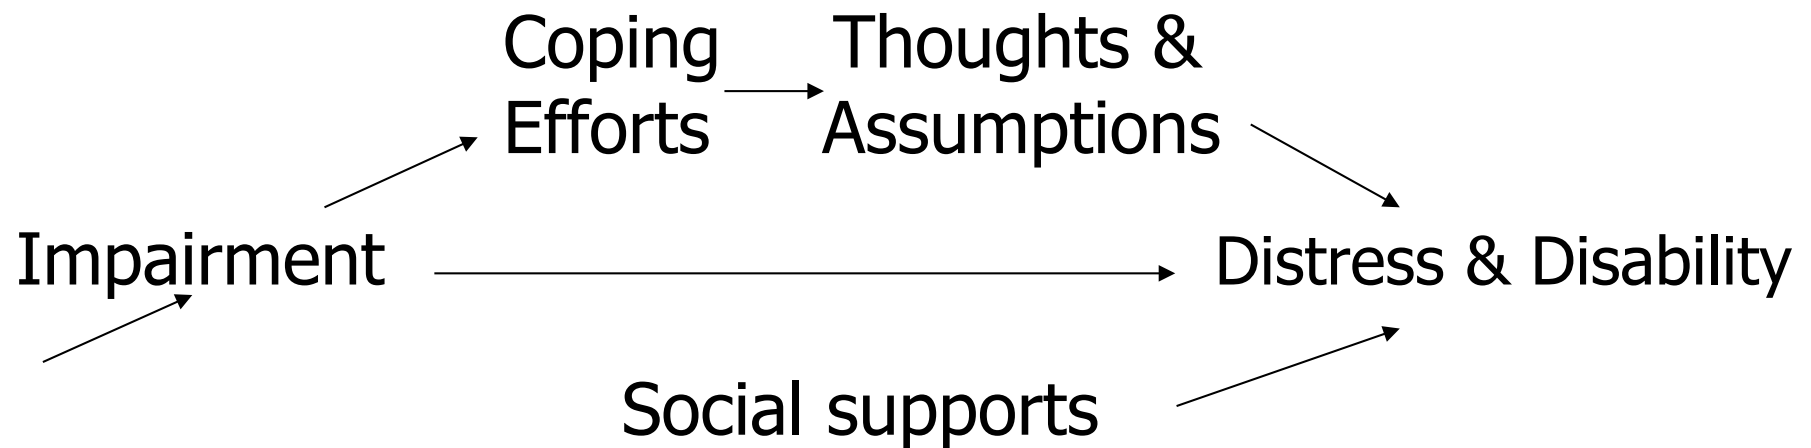 Coping
Efforts
Thoughts &
Assumptions
Impairment
Distress & Disability
Social supports